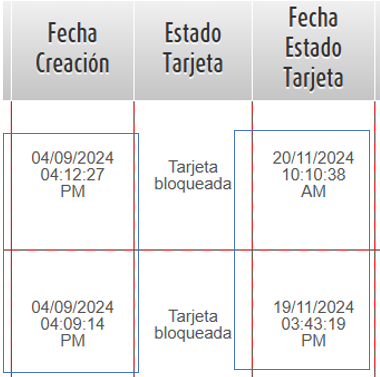 Fecha
Creación
Estado
Tarjeta
Fecha
Estado
Tarjeta
04/09/2024
04:12:27
PM
Tarjeta
bloqueada
20/11/2024
10:10:38
AM
04/09/2024
04:09:14
PM
Tarjeta
bloqueada
19/11/2024
03:43:19
PM